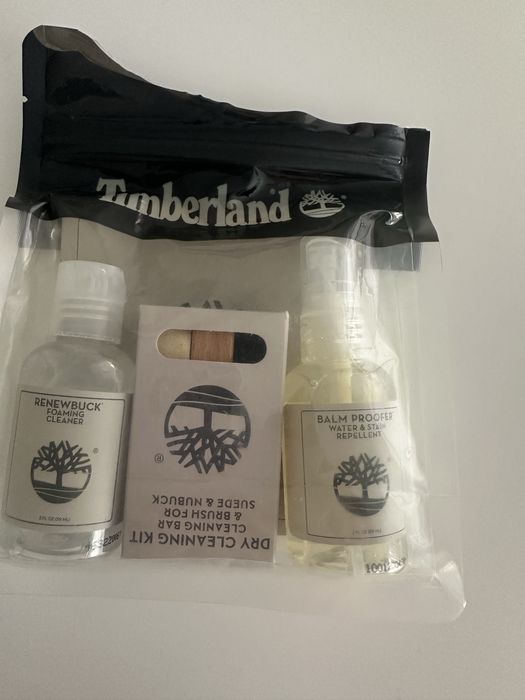 Timberland
®
RENEWBUCK
FOAMING
CLEANER
®
DRY CLEANING KIT
CLEANING BAR
& BRUSH FOR
SUEDE & NUBUCK
®
BALM PROOFER
WATER & STAIN
REPELLENT
®